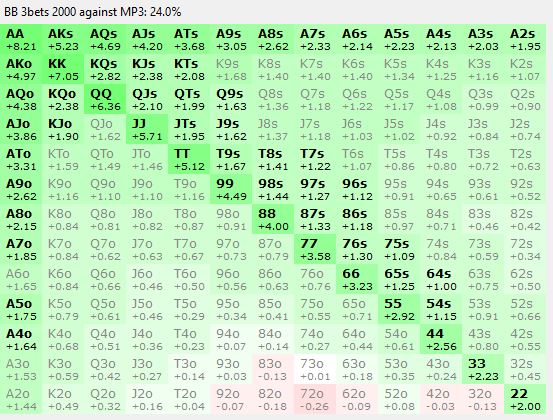 BB 3bets 2000 against MP3: 24.0%
AA AKs AQs AJs ATs A9s A8s A7s A6s A5s A4s A3s A2s
+8.21 +5.23 +4.69 +4.20 +3.68 +3.05 +2.62 +2.33 +2.14 +2.23 +2.13 +2.03 +1.95
AKo KK KQs KJs KTs K9s K8s K7s K6s K5s K4s K3s K2s
+4.97 +7.05 +2.82 +2.38 +2.08 +1.68 +1.40 +1.40 +1.34 +1.25 +1.25 +1.16 +1.07
AQo KQo QQ QJs QTs Q9s Q8s Q7s Q6s Q5s Q4s Q3s Q2s
+4.38 +2.38 +6.36 +2.10 +1.99 +1.63 +1.36 +1.18 +1.22 +1.17 +1.08 +0.99 +0.90
AJo KJo QJo JJ JTs J9s J8s J7s J6s J5s J4s J3s J2s
+3.86 +1.90 +1.62 +5.71 +1.95 +1.62 +1.37 +1.18 +1.03 +1.02 +0.92 +0.84 +0.74
ATo KTo QTo JTo TT T9s T8s T7s T6s T5s T4s T3s T2s
+3.31 +1.59 +1.49 +1.46 +5.12 +1.67 +1.41 +1.22 +1.07 +0.86 +0.80 +0.72 +0.63
A9o K9o Q9o J9o T9o 99 98s 97s 96s 95s 94s 93s 92s
+2.62 +1.16 +1.10 +1.10 +1.16 +4.49 +1.44 +1.27 +1.12 +0.91 +0.65 +0.61 +0.52
A8o K8o Q8o J8o T8o 98o 88 87s 86s 85s 84s 83s 82s
+2.15 +0.84 +0.81 +0.82 +0.87 +0.91 +4.00 +1.33 +1.18 +0.97 +0.71 +0.46 +0.42
A7o K7o Q7o J7o T7o 97o 87o 77 76s 75s 74s 73s 72s
+1.85 +0.84 +0.62 +0.63 +0.67 +0.73 +0.79 +3.58 +1.30 +1.09 +0.84 +0.59 +0.34
A6o K6o Q6o J6o T6o 96o 86o 76o 66 65s 64s 63s 62s
+1.65 +0.78 +0.66 +0.46 +0.50 +0.56 +0.63 +0.76 +3.23 +1.25 +1.00 +0.74 +0.50
A5o K5o Q5o J5o T5o 95o 85o 75o 65o 55 54s 53s 52s
+1.75 +0.79 +0.61 +0.46 +0.29 +0.34 +0.41 +0.55 +0.71 +2.92 +1.15 +0.91 +0.66
A4o K4o Q4o J4o T4o 94o 84o 74o 64o 54o 44 43s 42s
+1.64 +0.68 +0.51 +0.36 +0.23 +0.07 +0.14 +0.27 +0.44 +0.61 +2.56 +0.80 +0.55
A3o K3o Q3o J3o T3o 93o 83o 73o 63o 53o 43o 33 32s
+1.53 +0.59 +0.42 +0.27 +0.14 +0.03 -0.13 +0.01 +0.18 +0.35 +0.24 +2.23 +0.45
A2o K2o Q2o J2o T2o 92o 82o 72o 62o 52o 42o 32o 22
+1.44 +0.49 +0.32 +0.16 +0.04 -0.07 -0.18 -0.26 -0.09 +0.08 -0.03 -0.13 +2.00